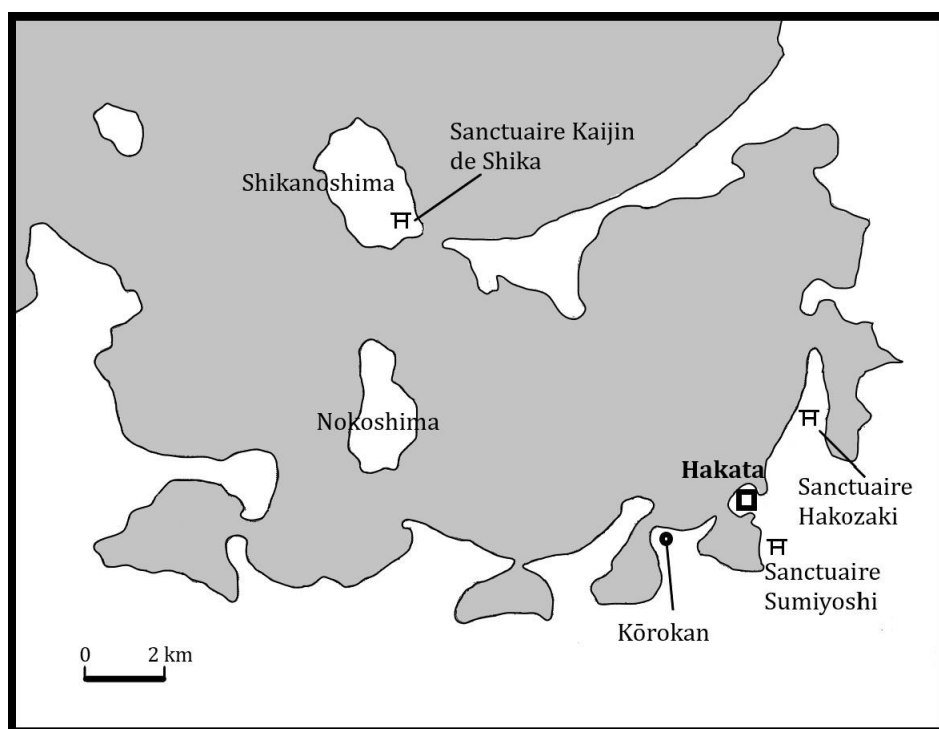 Sanctuaire Kaijin
de Shika
Shikanoshima
Nokoshima
Hakata
Sanctuaire
Hakozaki
Sanctuaire
Sumiyoshi
Kōrokan
0 2 km